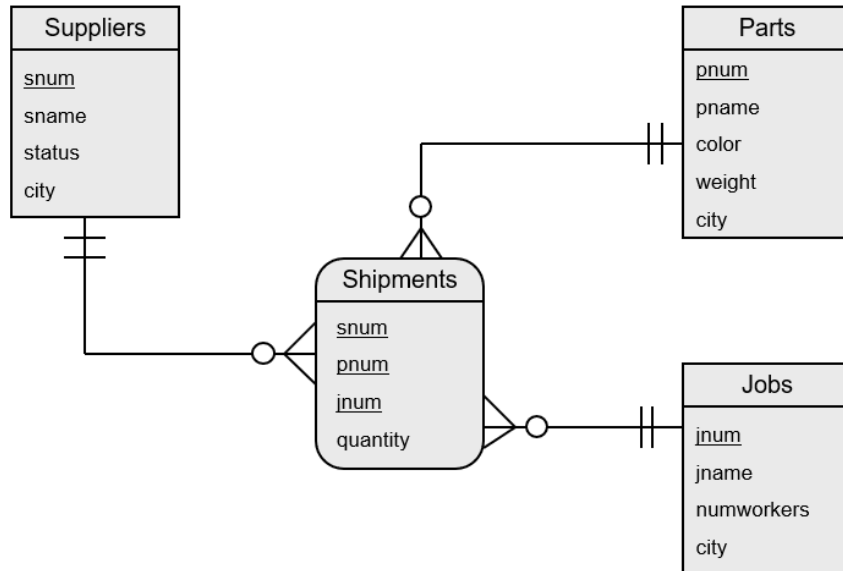 Suppliers
snum
sname
status
city
Parts
pnum
pname
color
weight
city
Shipments
snum
pnum
jnum
quantity
Jobs
jnum
jname
numworkers
city